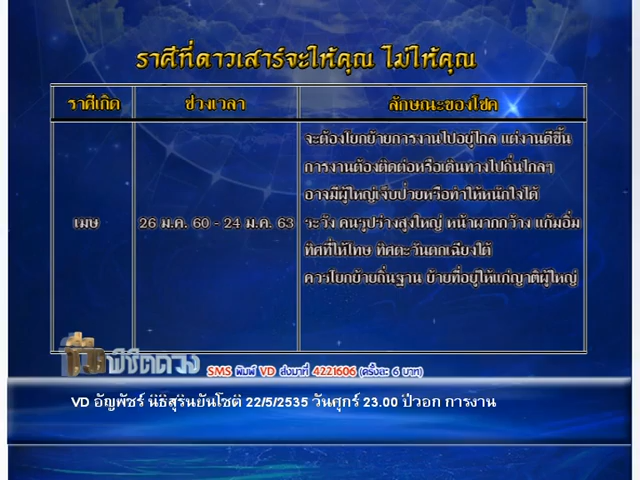 ราศีที่ดาวเสาร์จะให้คุณ ไม่ให้คุณ
ราศีเกิด ช่วงเวลา ลักษณะของโชค
จะต้องโยกย้ายการงานไปอยู่ไกล แต่งานดีขึ้น
การงานต้องติดต่อหรือเดินทางไปถิ่นไกลๆ
อาจมีผู้ใหญ่เจ็บป่วยหรือทำให้หนักใจได้
เมษ 26 ม.ค. 60 - 24 ม.ค. 63 ระวัง คนรูปร่างสูงใหญ่ หน้าผากกว้าง แก้มอิ่ม
ทิศที่ให้โทษ ทิศตะวันตกเฉียงใต้
ควรโยกย้ายถิ่นฐาน ย้ายที่อยู่ให้แก่ญาติผู้ใหญ่
พิชิตดวง
SMS พิมพ์ VD ส่งมาที่ 4221606 (ครั้งละ 6 บาท)
VD อัญพัชร์ นิธิสุรินยันโชติ 22/5/2535 วันศุกร์ 23.00 ปีวอก การงาน